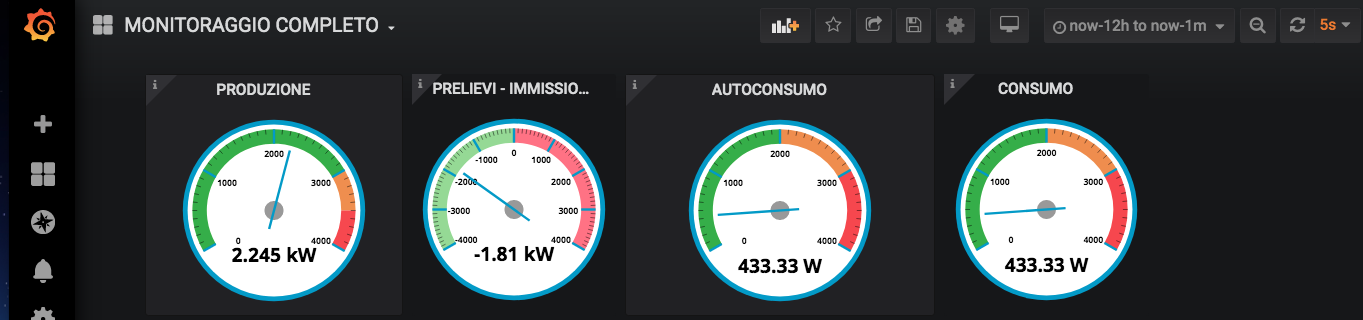 MONITORAGGIO COMPLETO
now-12h to now-1m
5s
i
PRODUZIONE
0
1000
2000
3000
4000
2.245 kW
i
PRELIEVI - IMMISSIO...
-4000
-3000
-2000
-1000
0
1000
2000
3000
4000
-1.81 kW
i
AUTOCONSUMO
0
1000
2000
3000
4000
433.33 W
i
CONSUMO
0
1000
2000
3000
4000
433.33 W